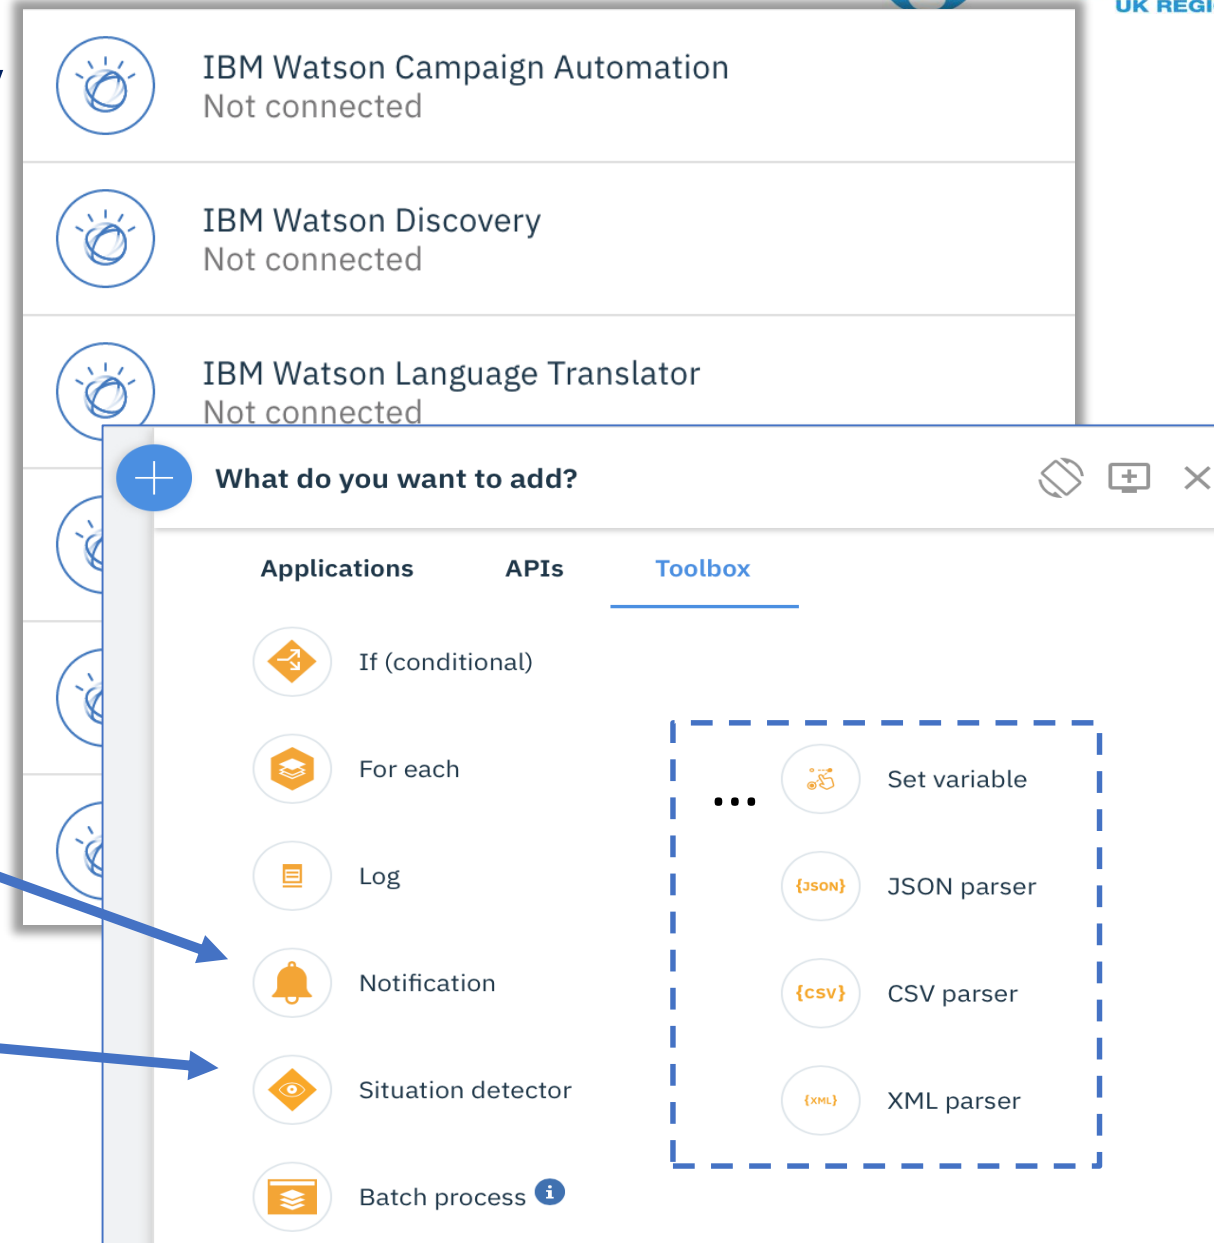 UK REGI
IBM Watson Campaign Automation
Not connected
IBM Watson Discovery
Not connected
IBM Watson Language Translator
Not connected
What do you want to add?
Applications APIs Toolbox
If (conditional)
For each
Log
Notification
Situation detector
Batch process i
... Set variable
{JSON} JSON parser
{CSV} CSV parser
{XML} XML parser